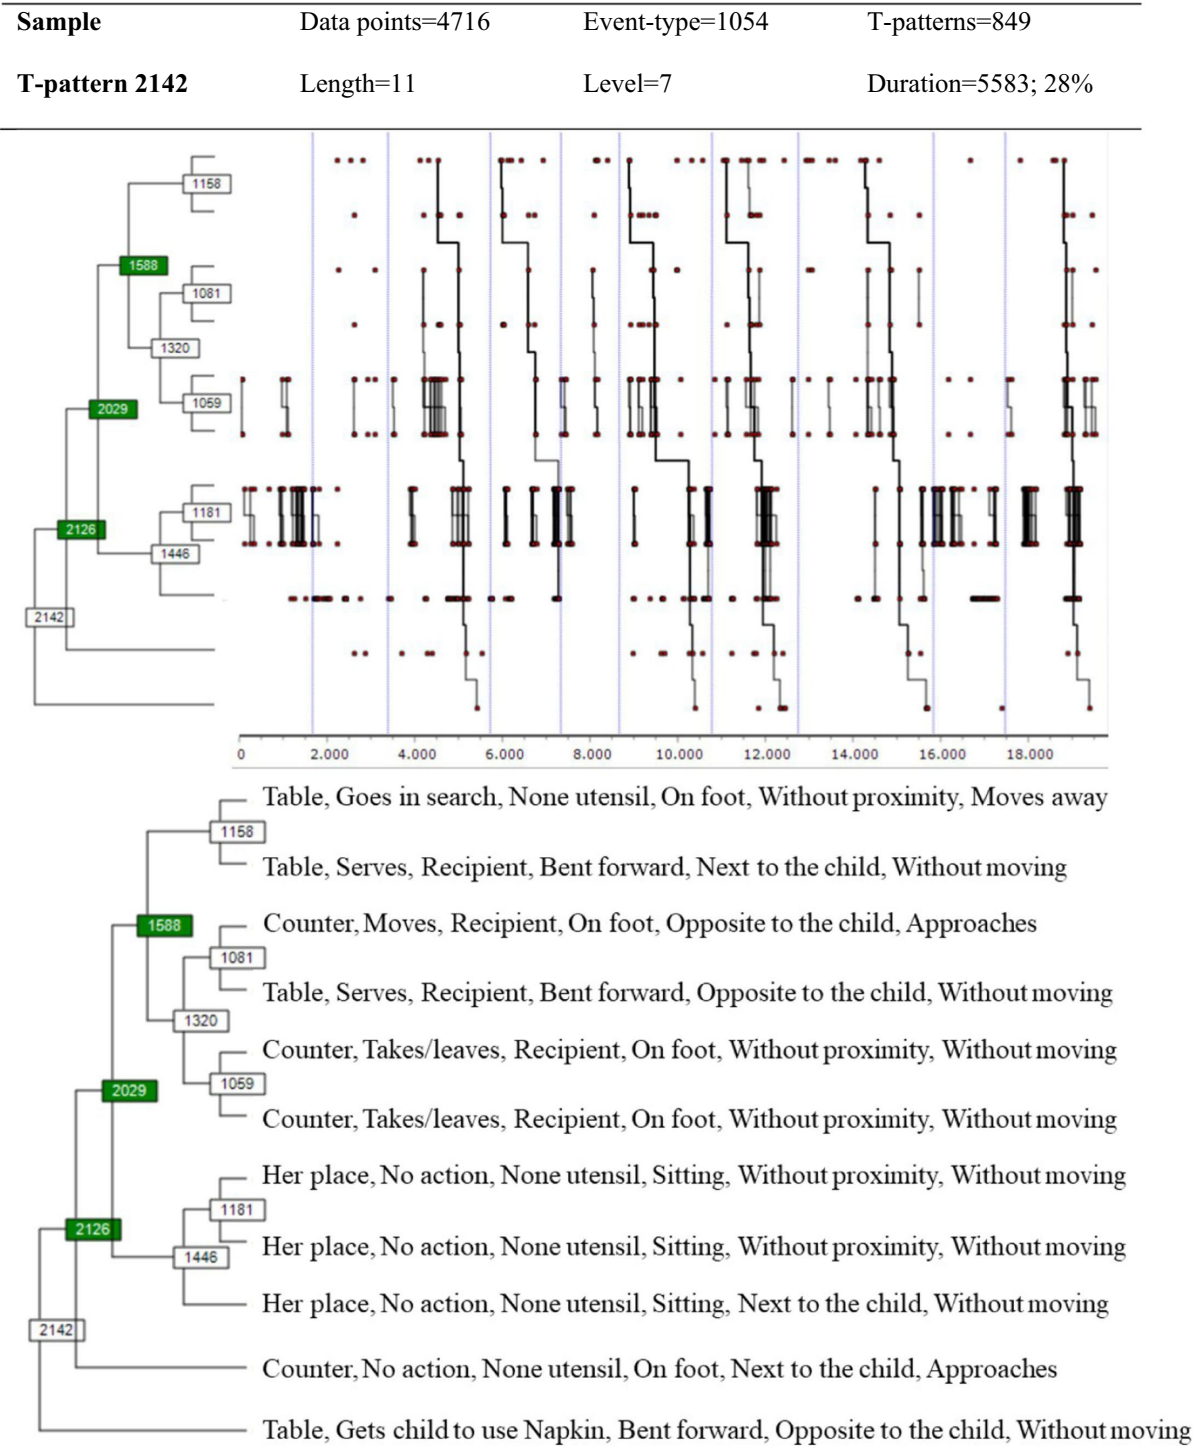 Sample Data points=4716 Event-type=1054 T-patterns=849
T-pattern 2142 Length=11 Level=7 Duration=5583; 28%
1158
1588
1081
1320
1059
2029
1181
2126
1446
2142
0 2.000 4.000 6.000 8.000 10.000 12.000 14.000 16.000 18.000
Table, Goes in search, None utensil, On foot, Without proximity, Moves away
1158
Table, Serves, Recipient, Bent forward, Next to the child, Without moving
1588
Counter, Moves, Recipient, On foot, Opposite to the child, Approaches
1081
Table, Serves, Recipient, Bent forward, Opposite to the child, Without moving
1320
Counter, Takes/leaves, Recipient, On foot, Without proximity, Without moving
1059
2029
Counter, Takes/leaves, Recipient, On foot, Without proximity, Without moving
Her place, No action, None utensil, Sitting, Without proximity, Without moving
1181
2126
Her place, No action, None utensil, Sitting, Without proximity, Without moving
1446
Her place, No action, None utensil, Sitting, Next to the child, Without moving
2142
Counter, No action, None utensil, On foot, Next to the child, Approaches
Table, Gets child to use Napkin, Bent forward, Opposite to the child, Without moving